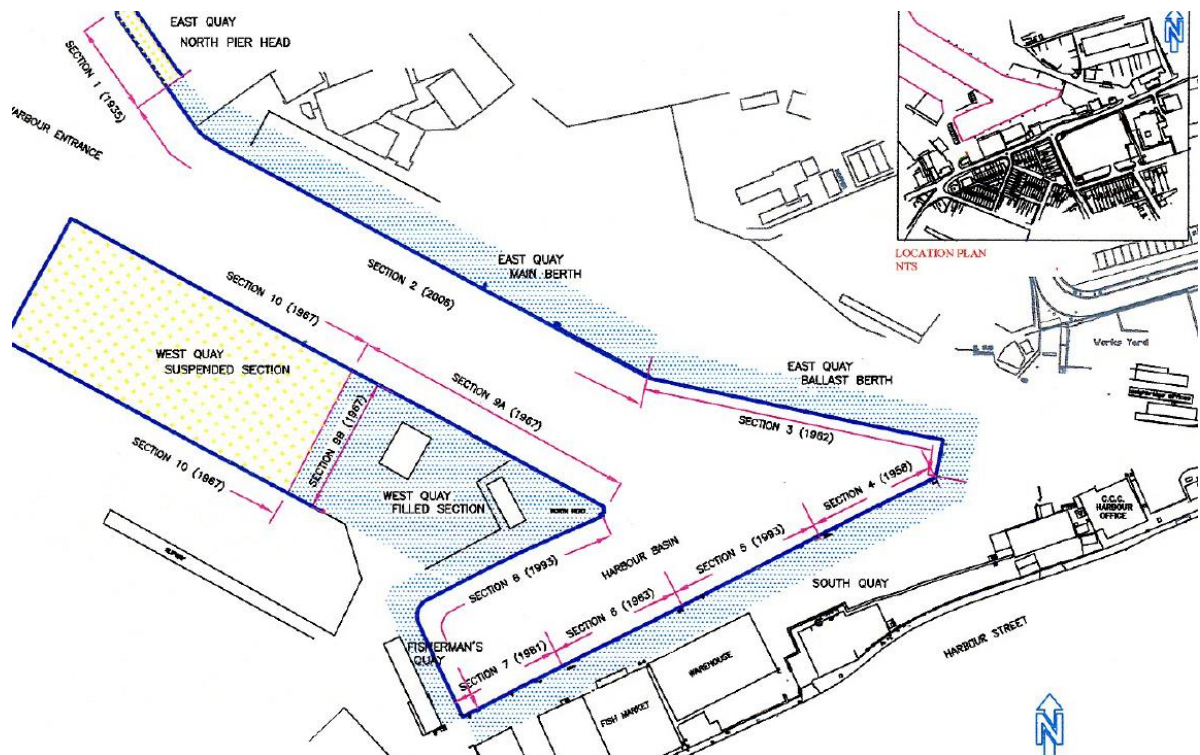 EAST QUAY
NORTH PIER HEAD
SECTION 1 (1935)
HARBOUR ENTRANCE
N
LOCATION PLAN
NTS
SECTION 2 (2006)
EAST QUAY
MAIN BERTH
SECTION 10 (1967)
WEST QUAY
SUSPENDED SECTION
SECTION 9A (1967)
SECTION 9B (1967)
EAST QUAY
BALLAST BERTH
Works Yard
SECTION 3 (1962)
SECTION 4 (1956)
SECTION 10 (1967)
WEST QUAY
FILLED SECTION
C.C.C.
HARBOUR
OFFICE
SLIPWAY
HARBOUR BASIN
SECTION 5 (1993)
SECTION 8 (1993)
SECTION 6 (1963)
SOUTH QUAY
HARBOUR STREET
FISHERMAN'S
QUAY
SECTION 7 (1981)
WAREHOUSE
FISH MARKET
N